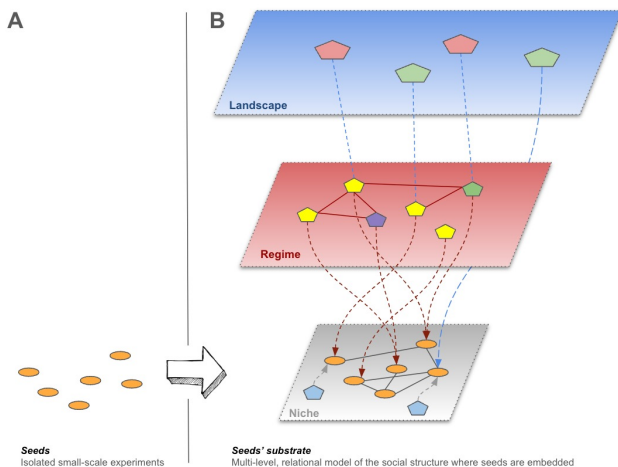 A
B
Landscape
Regime
Niche
Seeds
Isolated small-scale experiments
Seeds' substrate
Multi-level, relational model of the social structure where seeds are embedded